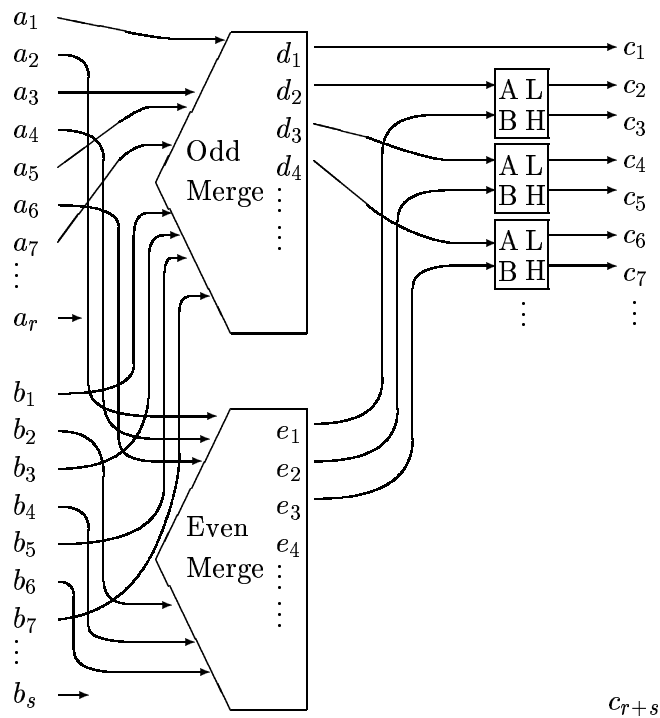 a₁
a₂
a₃
a₄
a₅
a₆
a₇
⋮
aᵣ
b₁
b₂
b₃
b₄
b₅
b₆
b₇
⋮
bₛ
Odd
Merge
d₁
d₂
d₃
d₄
⋮
⋮
Even
Merge
e₁
e₂
e₃
e₄
⋮
⋮
A L
B H
A L
B H
A L
B H
⋮
c₁
c₂
c₃
c₄
c₅
c₆
c₇
⋮
cᵣ₊ₛ